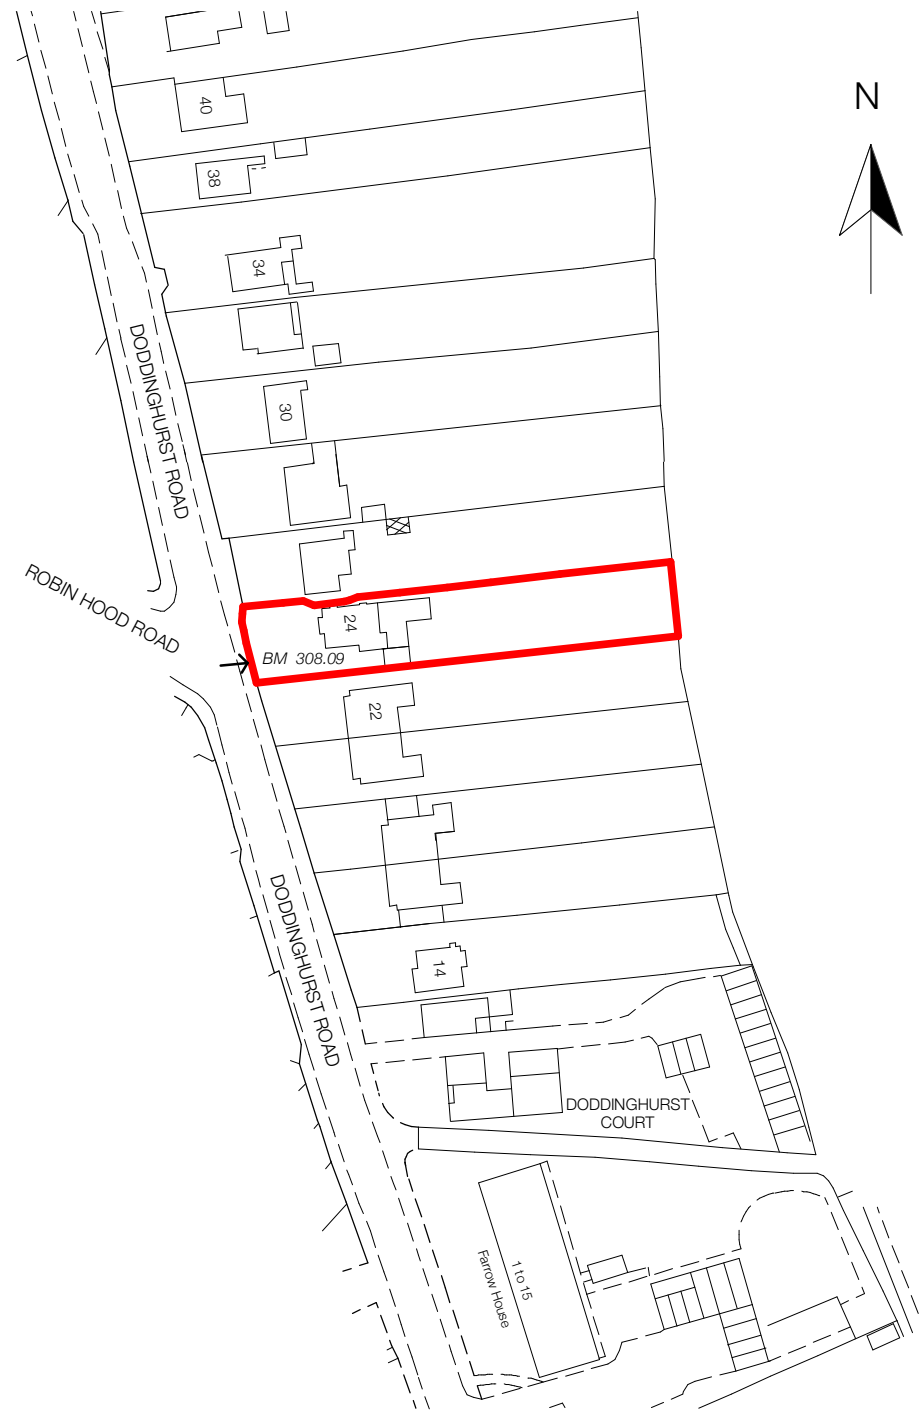 N
40
38
34
DODDINGHURST ROAD
30
ROBIN HOOD ROAD
24
BM 308.09
22
DODDINGHURST ROAD
14
DODDINGHURST
COURT
1 to 15
Farrow House